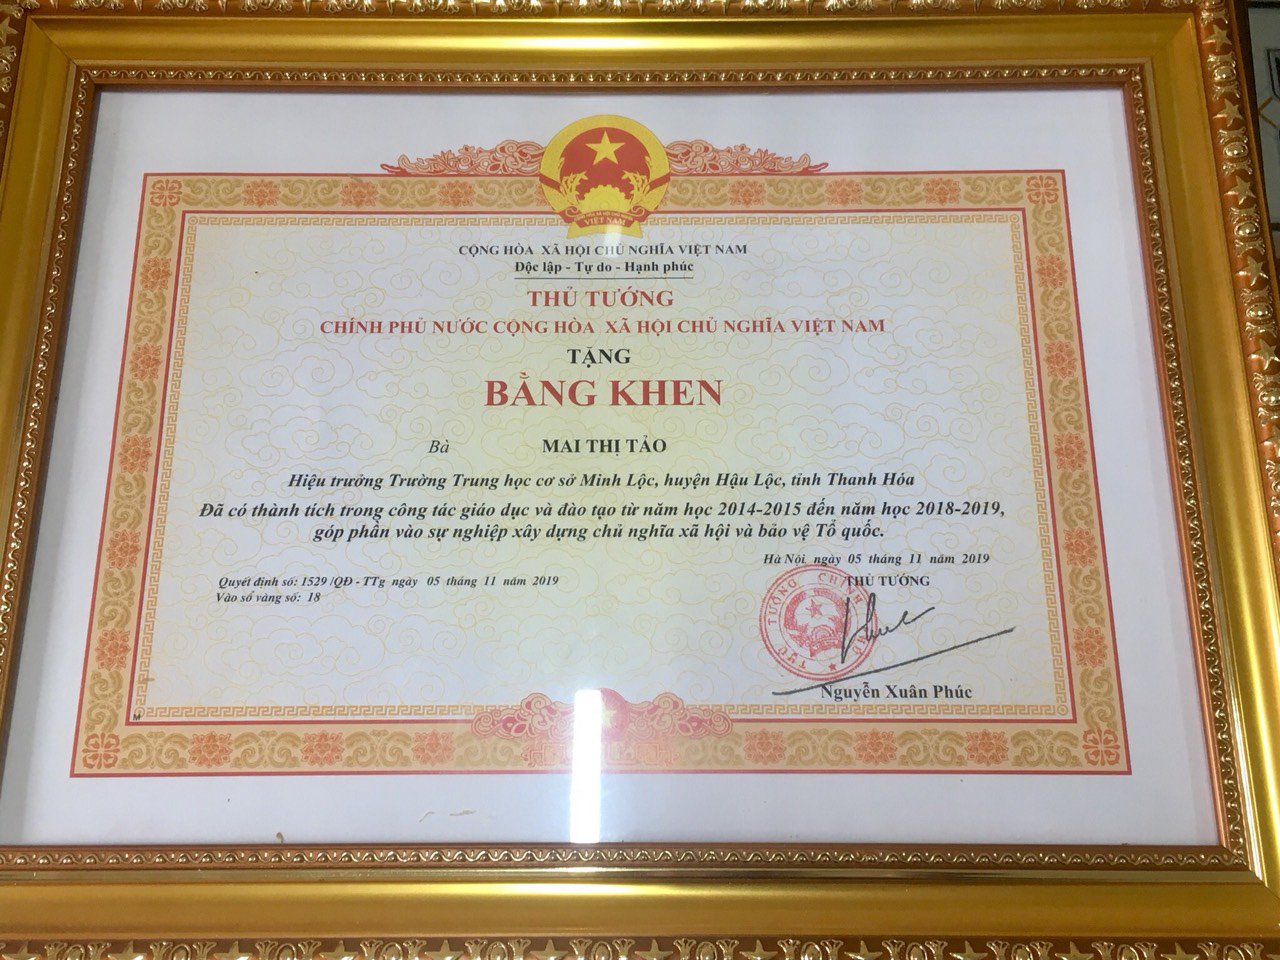 VIỆT NAM
CỘNG HÒA XÃ HỘI CHỦ NGHĨA VIỆT NAM
Độc lập - Tự do - Hạnh phúc
THỦ TƯỚNG
CHÍNH PHỦ NƯỚC CỘNG HÒA XÃ HỘI CHỦ NGHĨA VIỆT NAM
TẶNG
BẰNG KHEN
Bà MAI THỊ TẢO
Hiệu trưởng Trường Trung học cơ sở Minh Lộc, huyện Hậu Lộc, tỉnh Thanh Hóa
Đã có thành tích trong công tác giáo dục và đào tạo từ năm học 2014-2015 đến năm học 2018-2019,
góp phần vào sự nghiệp xây dựng chủ nghĩa xã hội và bảo vệ Tổ quốc.
Hà Nội, ngày 05 tháng 11 năm 2019
Quyết định số: 1529 /QĐ - TTg ngày 05 tháng 11 năm 2019
THỦ TƯỚNG
Vào sổ vàng số: 18
Nguyễn Xuân Phúc